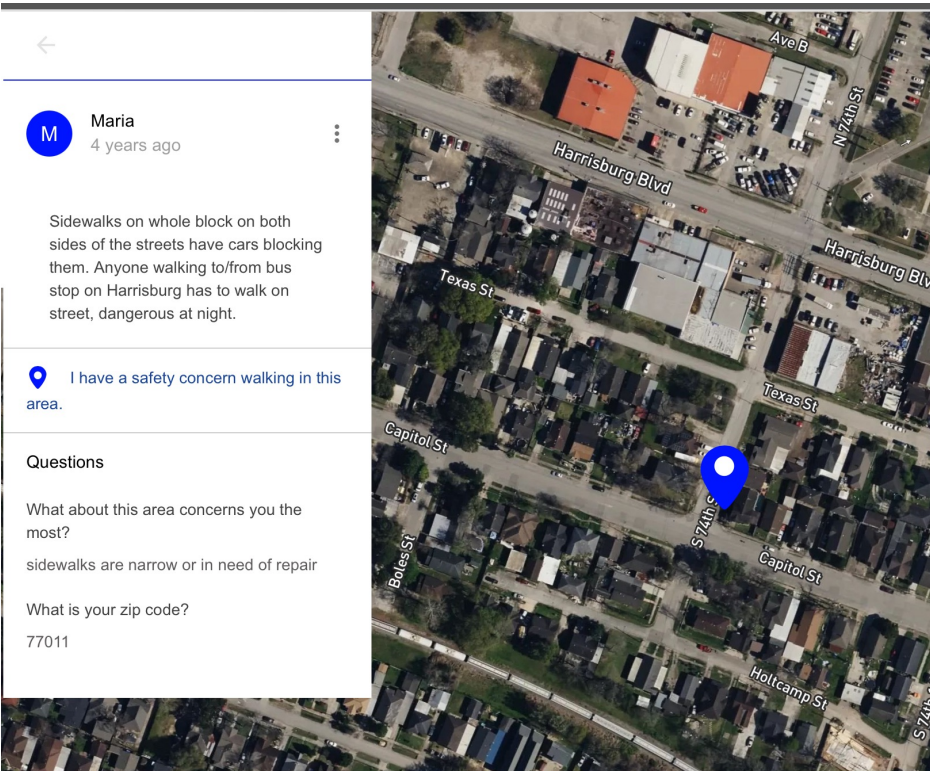 M
Maria
4 years ago
Sidewalks on whole block on both
sides of the streets have cars blocking
them. Anyone walking to/from bus
stop on Harrisburg has to walk on
street, dangerous at night.
I have a safety concern walking in this
area.
Questions
What about this area concerns you the
most?
sidewalks are narrow or in need of repair
What is your zip code?
77011
Ave B
N 74th St
Harrisburg Blvd
Harrisburg Blv
Texas St
Texas St
Capitol St
S 74th S
Boles St
Capitol St
Holtcamp St
S 74th